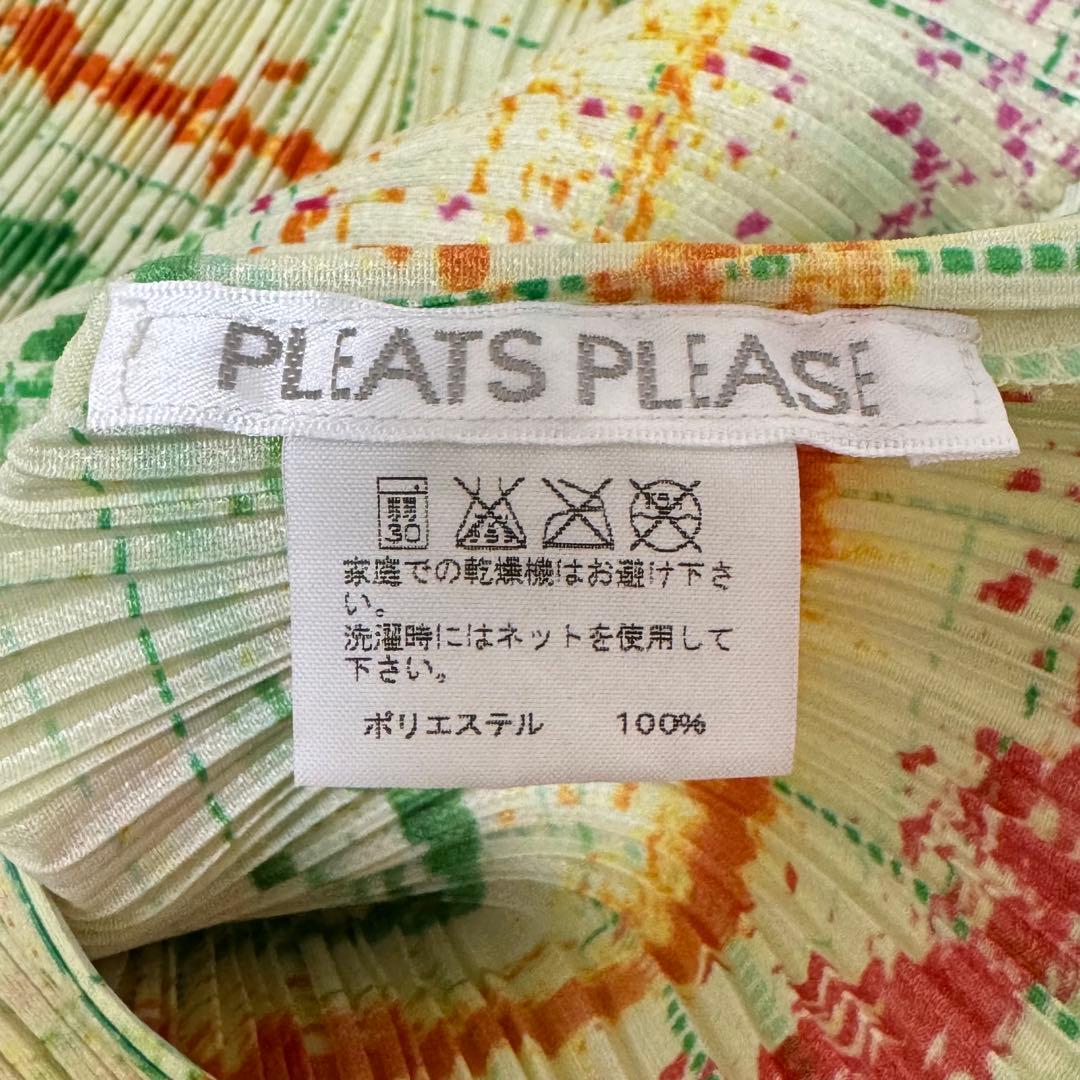 PLEATS PLEASE
30
家庭での乾燥機はお避け下さ
い。
洗濯時にはネットを使用して
下さい。
ポリエステル 100%